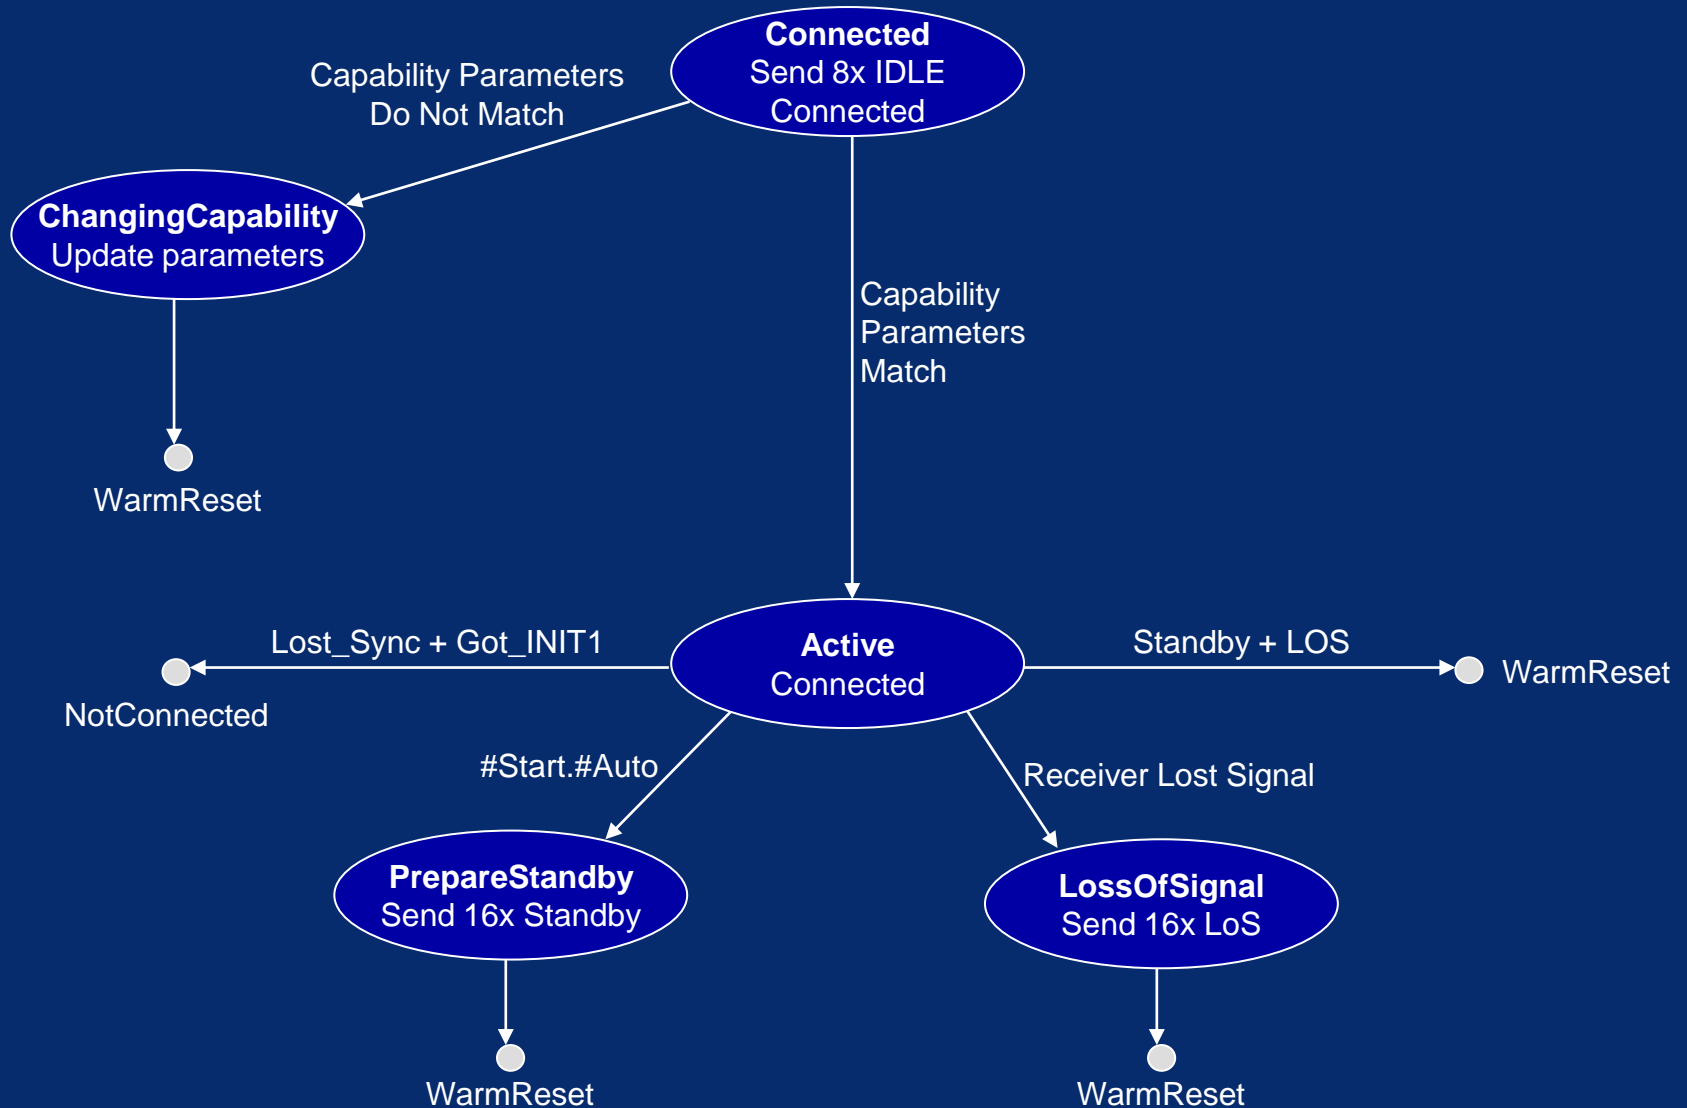 Connected
Send 8x IDLE
Connected
Capability Parameters
Do Not Match
ChangingCapability
Update parameters
Capability
Parameters
Match
WarmReset
Lost_Sync + Got_INIT1
Active
Connected
Standby + LOS
WarmReset
NotConnected
#Start.#Auto
Receiver Lost Signal
PrepareStandby
Send 16x Standby
LossOfSignal
Send 16x LoS
WarmReset
WarmReset